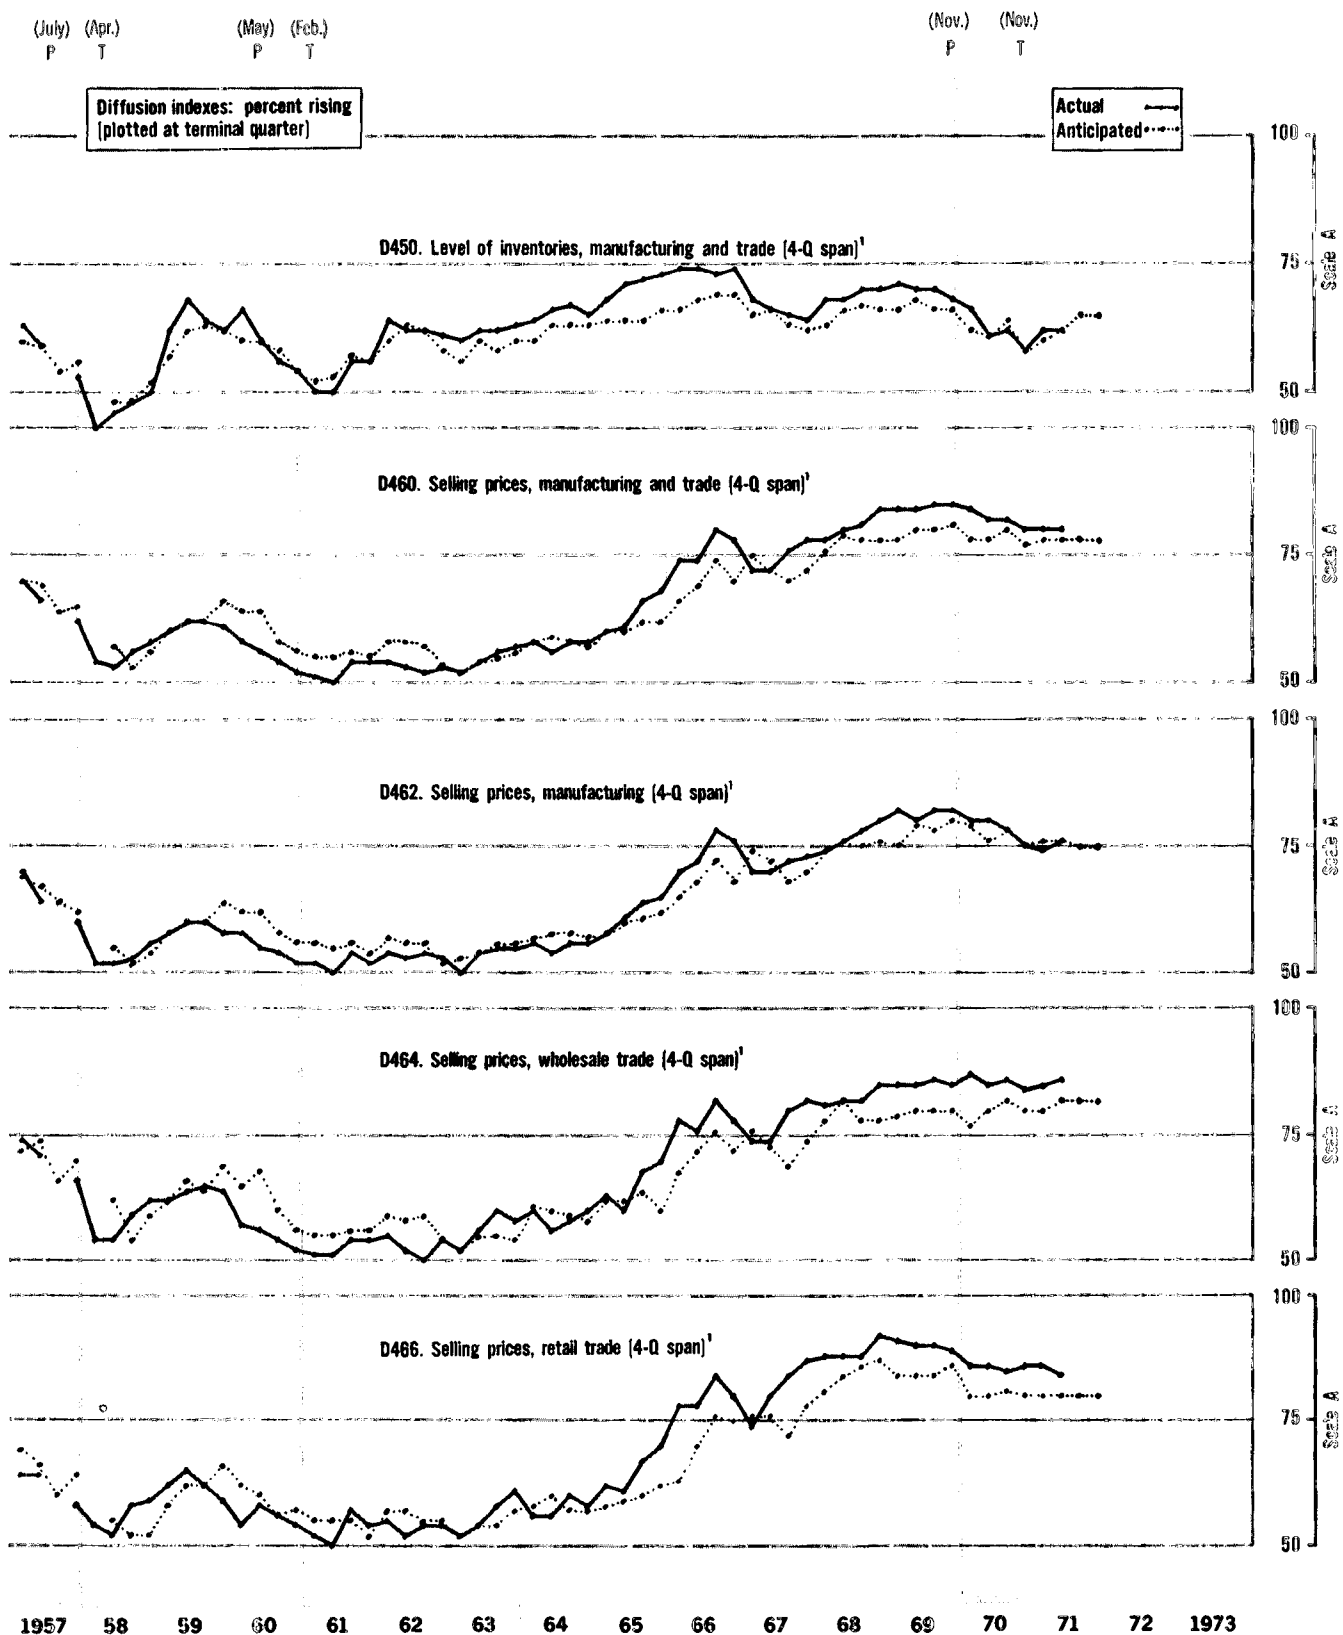 (July) (Apr.) (May) (Feb.) (Nov.) (Nov.)
P T P T P T
Diffusion indexes: percent rising
(plotted at terminal quarter)
Actual
Anticipated
100
D450. Level of inventories, manufacturing and trade (4-Q span)¹
75
Scale A
50
100
D460. Selling prices, manufacturing and trade (4-Q span)¹
75
Scale A
50
100
D462. Selling prices, manufacturing (4-Q span)¹
75
Scale A
50
100
D464. Selling prices, wholesale trade (4-Q span)¹
75
Scale A
50
100
D466. Selling prices, retail trade (4-Q span)¹
75
Scale A
50
1957 58 59 60 61 62 63 64 65 66 67 68 69 70 71 72 1973